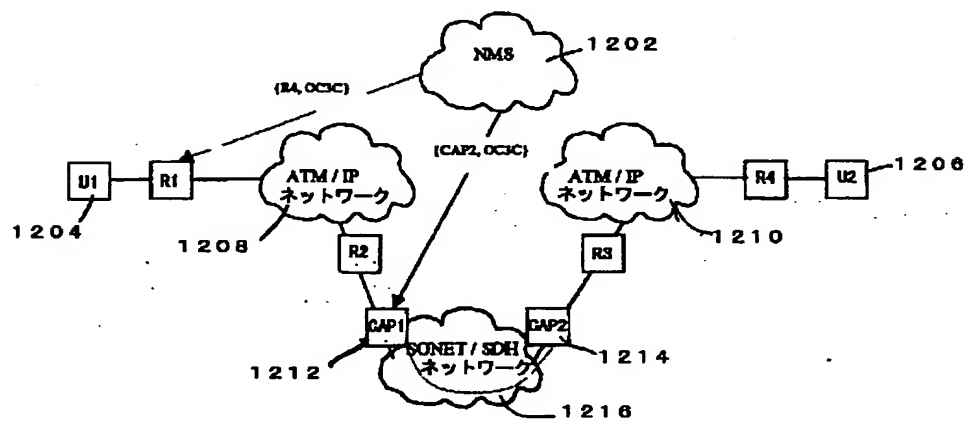 NMS
1202
{R4, OC3C}
{CAP2, OC3C}
U1
R1
ATM / IP
ネットワーク
ATM / IP
ネットワーク
R4
U2
1206
1204
1208
1210
R2
R3
CAP1
CAP2
SONET / SDH
ネットワーク
1212
1214
1216